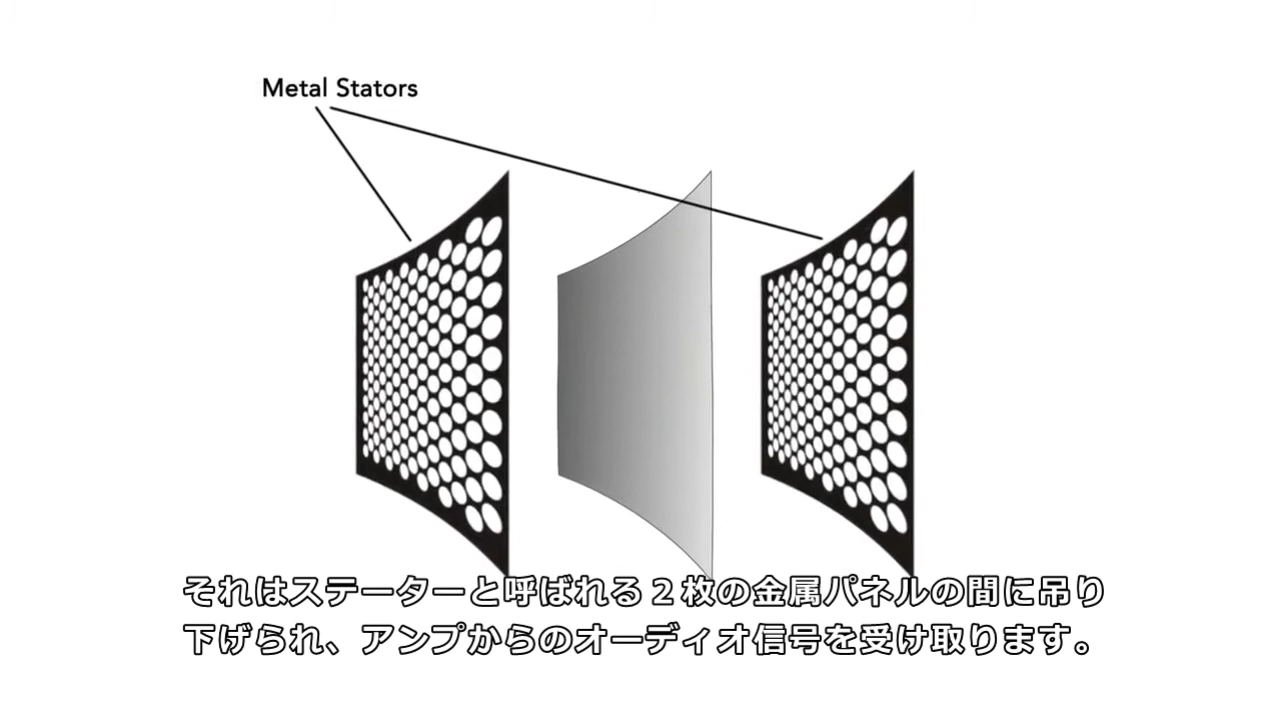 Metal Stators
それはステーターと呼ばれる２枚の金属パネルの間に吊り
下げられ、アンプからのオーディオ信号を受け取ります。